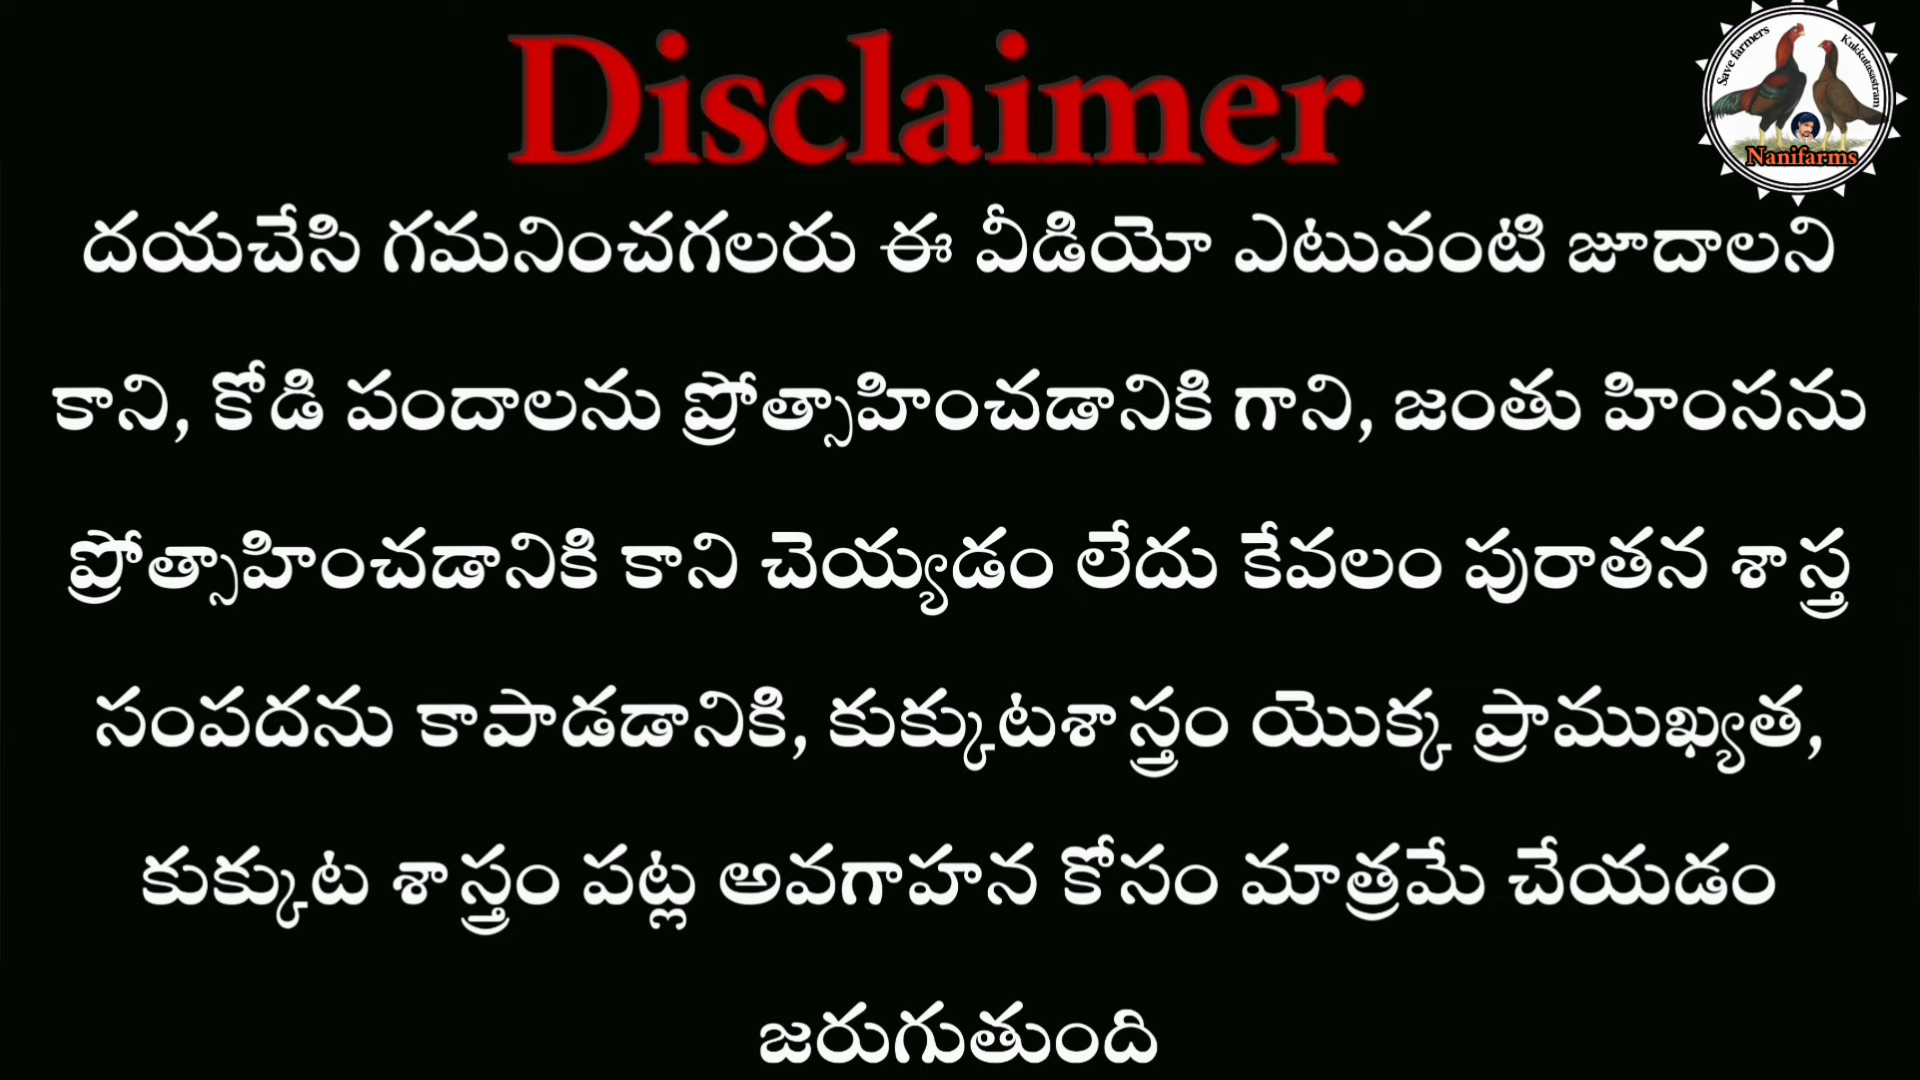 Disclaimer
Save farmers
Kukkutasastram
Nanifarms
దయచేసి గమనించగలరు ఈ వీడియో ఎటువంటి జూదాలని
కాని, కోడి పందాలను ప్రోత్సాహించడానికి గాని, జంతు హింసను
ప్రోత్సాహించడానికి కాని చెయ్యడం లేదు కేవలం పురాతన శాస్త్ర
సంపదను కాపాడడానికి, కుక్కుటశాస్త్రం యొక్క ప్రాముఖ్యత,
కుక్కుట శాస్త్రం పట్ల అవగాహన కోసం మాత్రమే చేయడం
జరుగుతుంది